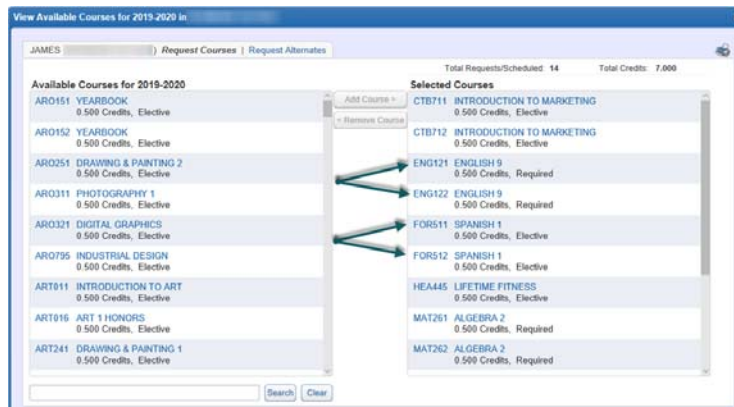 View Available Courses for 2019-2020 in
JAMES ) Request Courses | Request Alternates
Total Requests/Scheduled: 14 Total Credits: 7.000
Available Courses for 2019-2020
ARO151 YEARBOOK
0.500 Credits, Elective
ARO152 YEARBOOK
0.500 Credits, Elective
ARO251 DRAWING & PAINTING 2
0.500 Credits, Elective
ARO311 PHOTOGRAPHY 1
0.500 Credits, Elective
ARO321 DIGITAL GRAPHICS
0.500 Credits, Elective
ARO795 INDUSTRIAL DESIGN
0.500 Credits, Elective
ART011 INTRODUCTION TO ART
0.500 Credits, Elective
ART016 ART 1 HONORS
0.500 Credits, Elective
ART241 DRAWING & PAINTING 1
0.500 Credits, Elective
Search Clear
Add Course >
< Remove Course
Selected Courses
CTB711 INTRODUCTION TO MARKETING
0.500 Credits, Elective
CTB712 INTRODUCTION TO MARKETING
0.500 Credits, Elective
ENG121 ENGLISH 9
0.500 Credits, Required
ENG122 ENGLISH 9
0.500 Credits, Required
FOR511 SPANISH 1
0.500 Credits, Elective
FOR512 SPANISH 1
0.500 Credits, Elective
HEA445 LIFETIME FITNESS
0.500 Credits, Elective
MAT261 ALGEBRA 2
0.500 Credits, Required
MAT262 ALGEBRA 2
0.500 Credits, Required